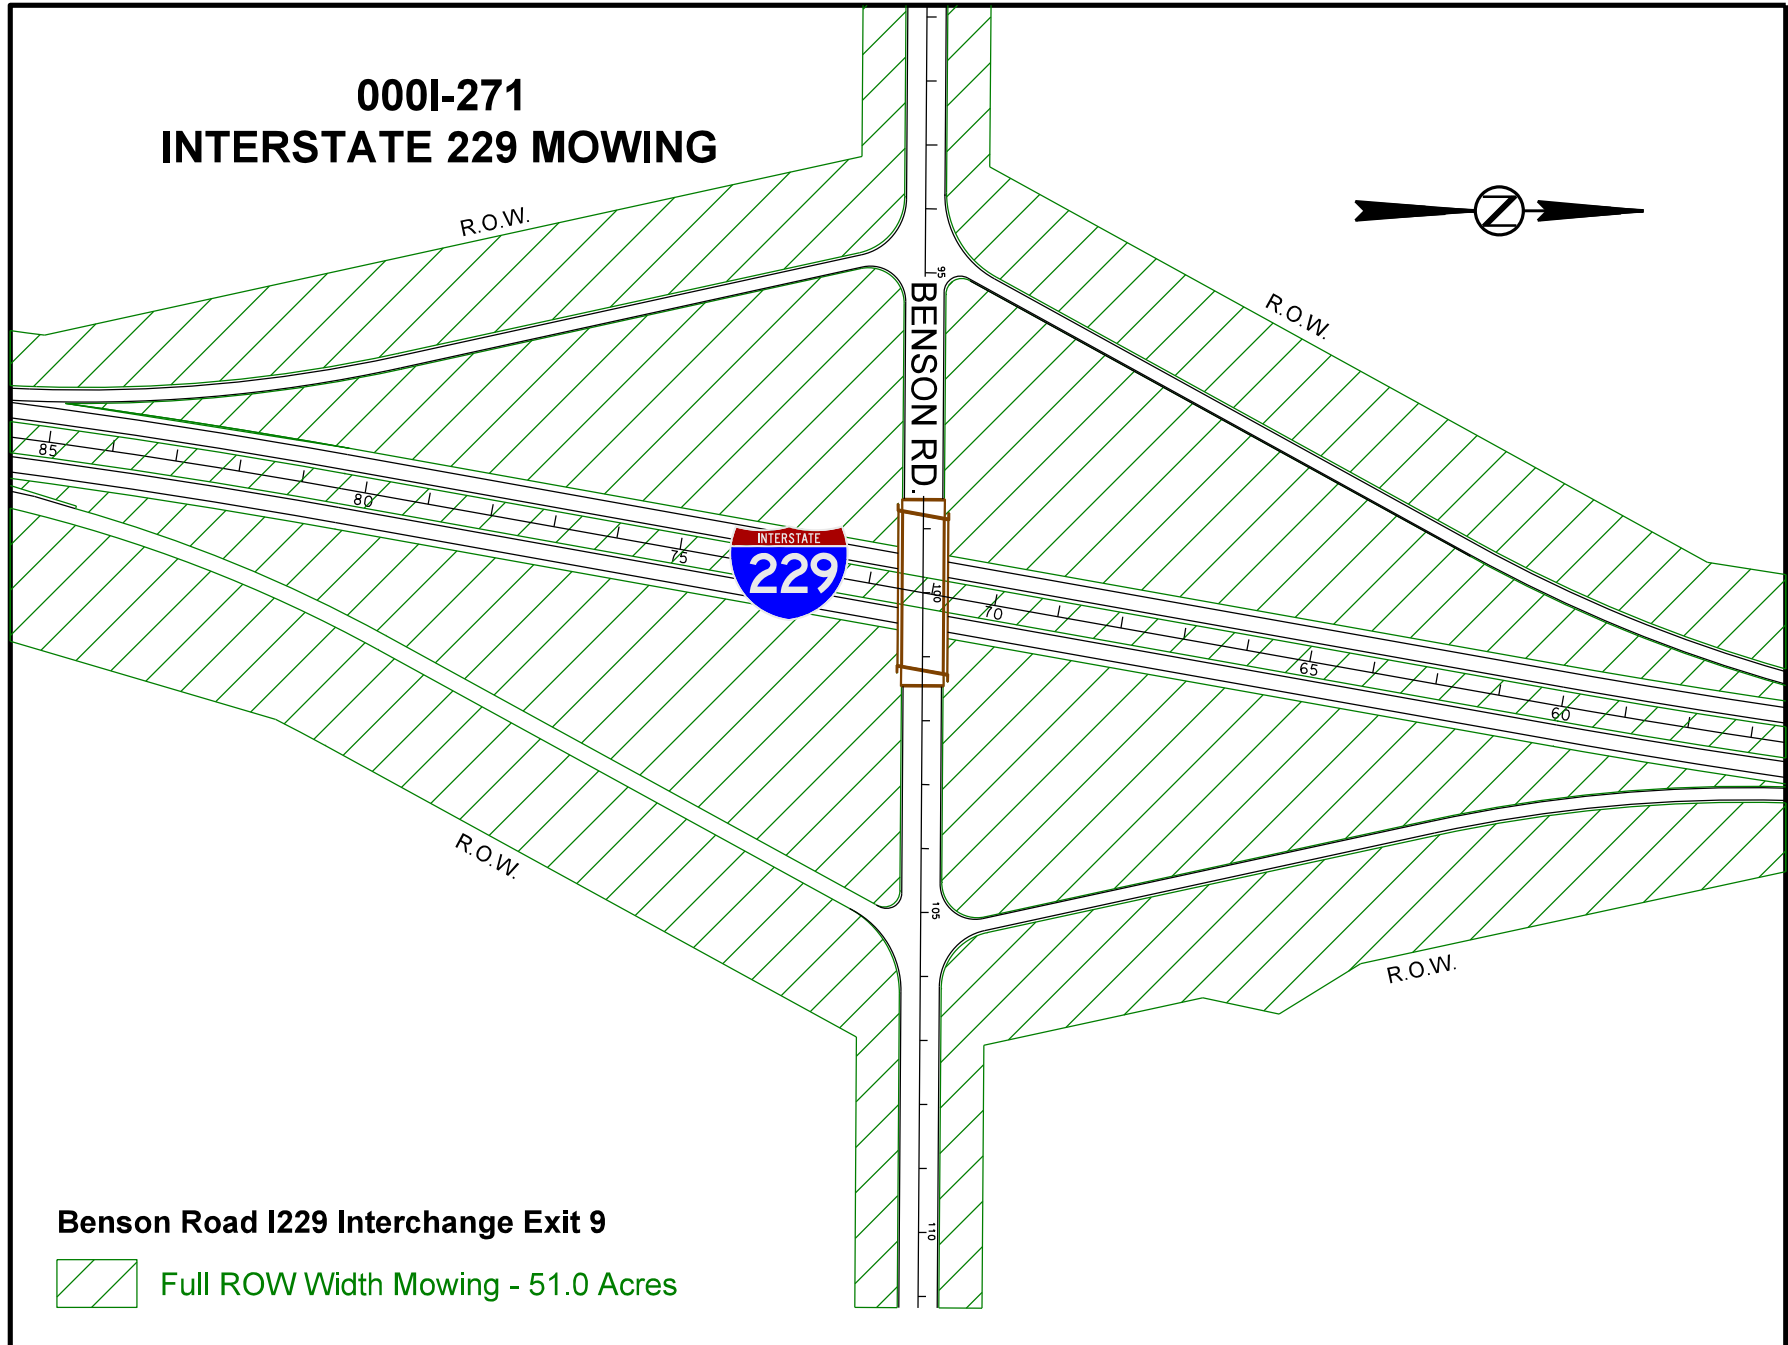 000I-271
INTERSTATE 229 MOWING
R.O.W.
Z
R.O.W.
95
BENSON RD.
85
80
75
INTERSTATE
229
100
70
65
60
R.O.W.
105
R.O.W.
110
Benson Road I229 Interchange Exit 9
Full ROW Width Mowing - 51.0 Acres